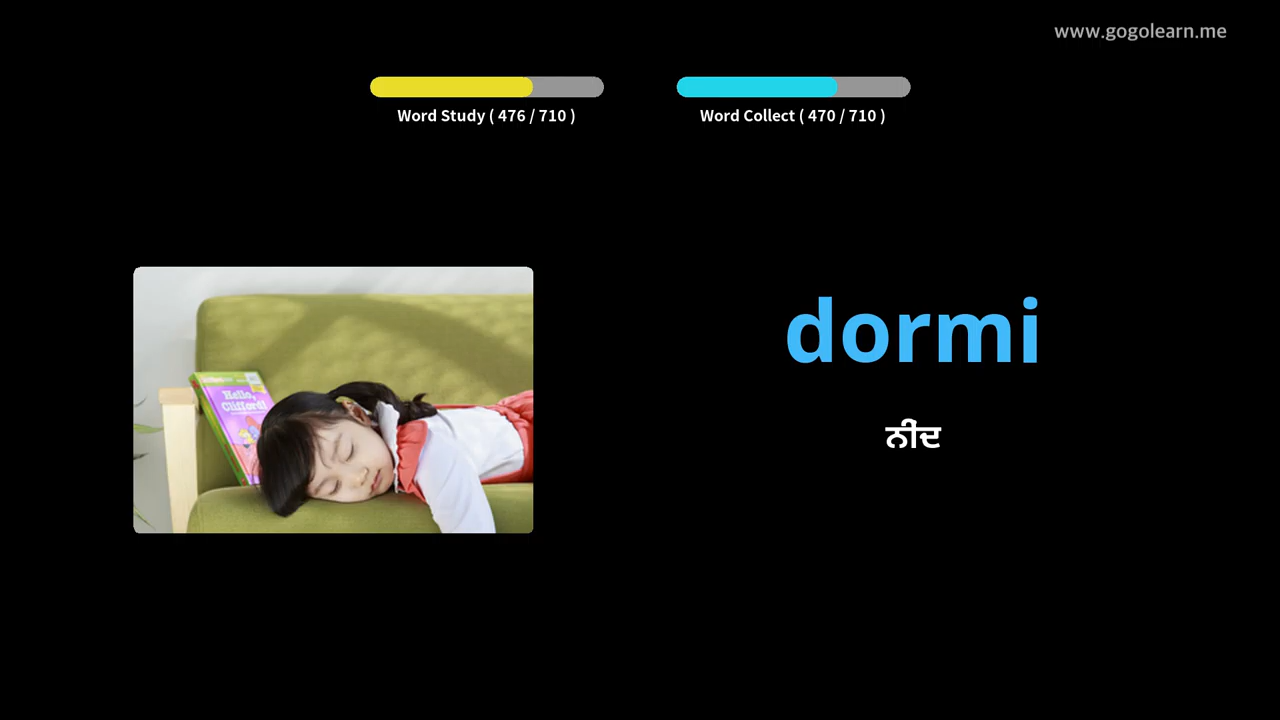 www.gogolearn.me
Word Study ( 476 / 710 )
Word Collect ( 470 / 710 )
Hello,
Clifford!
dormi
ਨੀਂਦ